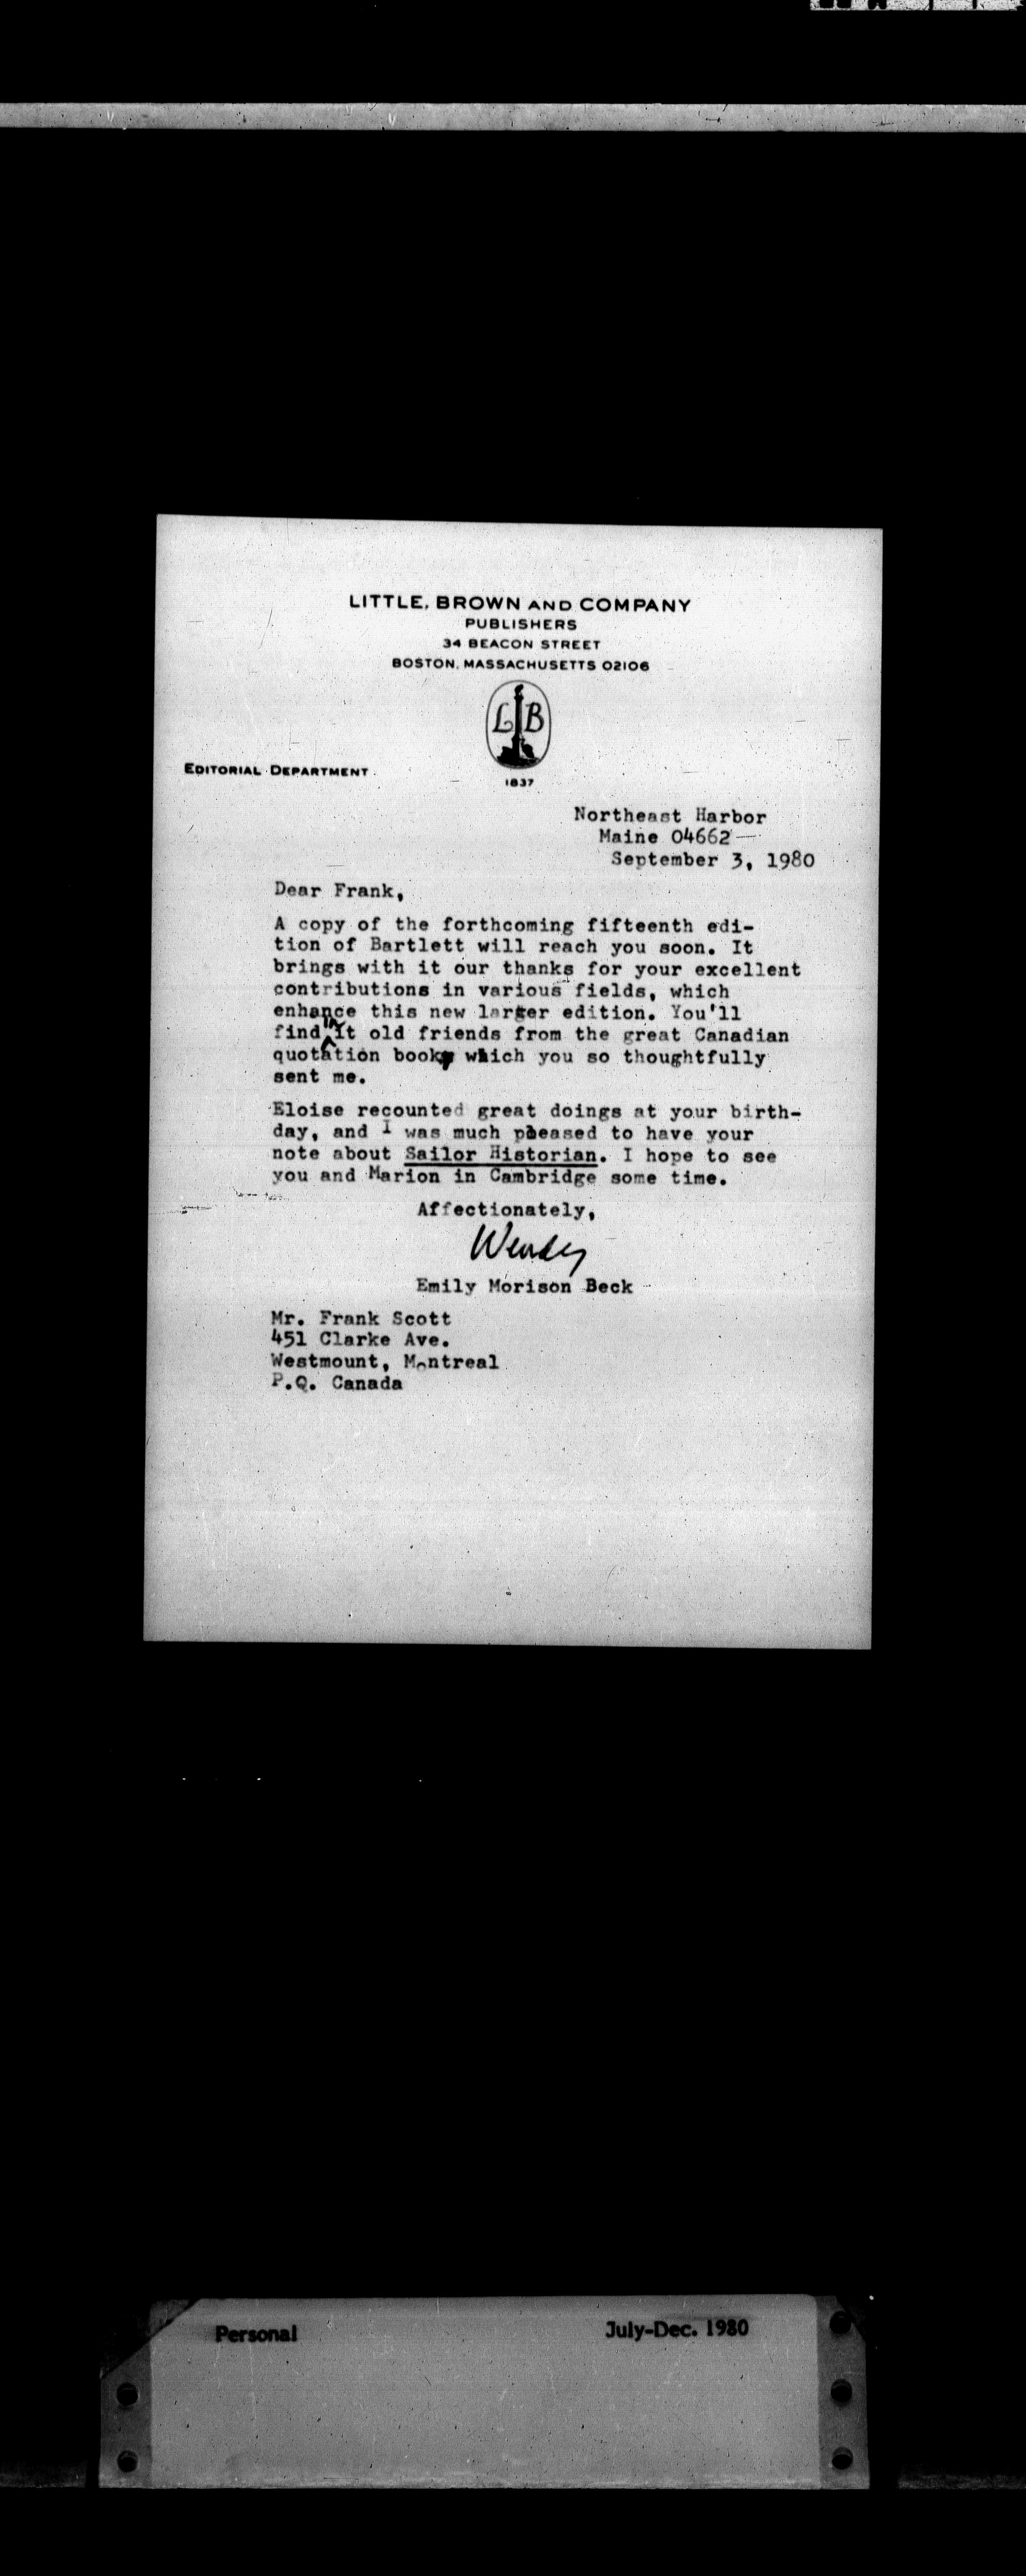 LITTLE, BROWN AND COMPANY
PUBLISHERS
34 BEACON STREET
BOSTON, MASSACHUSETTS 02106
L B
EDITORIAL DEPARTMENT
1837
Northeast Harbor
Maine 04662
September 3, 1980
Dear Frank,
A copy of the forthcoming fifteenth edi-
tion of Bartlett will reach you soon. It
brings with it our thanks for your excellent
contributions in various fields, which
enhance this new larger edition. You'll
find in it old friends from the great Canadian
quotation book which you so thoughtfully
sent me.
Eloise recounted great doings at your birth-
day, and I was much pleased to have your
note about Sailor Historian. I hope to see
you and Marion in Cambridge some time.
Affectionately,
Wendy
Emily Morison Beck
Mr. Frank Scott
451 Clarke Ave.
Westmount, Montreal
P.Q. Canada
Personal July-Dec. 1980